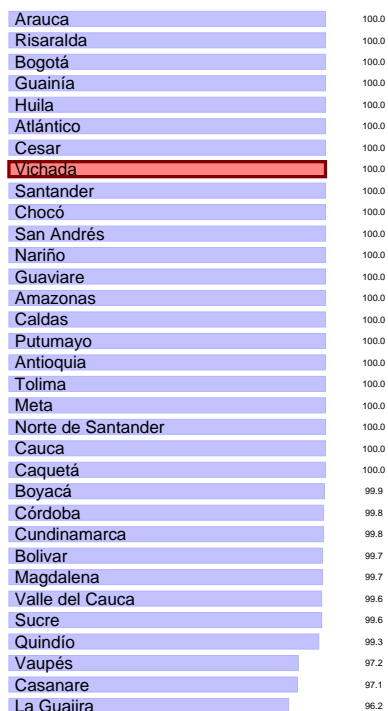 Arauca 100.0
Risaralda 100.0
Bogotá 100.0
Guainía 100.0
Huila 100.0
Atlántico 100.0
Cesar 100.0
Vichada 100.0
Santander 100.0
Chocó 100.0
San Andrés 100.0
Nariño 100.0
Guaviare 100.0
Amazonas 100.0
Caldas 100.0
Putumayo 100.0
Antioquia 100.0
Tolima 100.0
Meta 100.0
Norte de Santander 100.0
Cauca 100.0
Caquetá 100.0
Boyacá 99.9
Córdoba 99.8
Cundinamarca 99.8
Bolivar 99.7
Magdalena 99.7
Valle del Cauca 99.6
Sucre 99.6
Quindío 99.3
Vaupés 97.2
Casanare 97.1
La Guajira 96.2